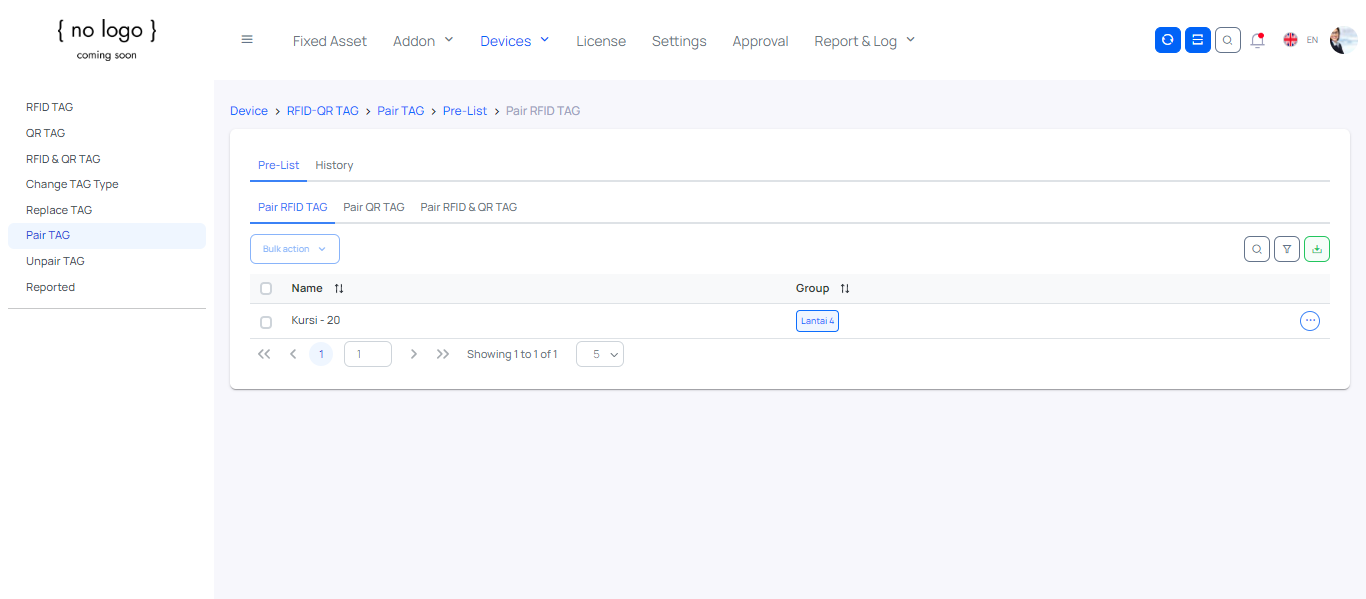 { no logo }
coming soon
Fixed Asset Addon Devices License Settings Approval Report & Log EN
RFID TAG
QR TAG
RFID & QR TAG
Change TAG Type
Replace TAG
Pair TAG
Unpair TAG
Reported
Device > RFID-QR TAG > Pair TAG > Pre-List > Pair RFID TAG
Pre-List History
Pair RFID TAG Pair QR TAG Pair RFID & QR TAG
Bulk action
Name Group
Kursi - 20 Lantai 4
1 1 Showing 1 to 1 of 1 5